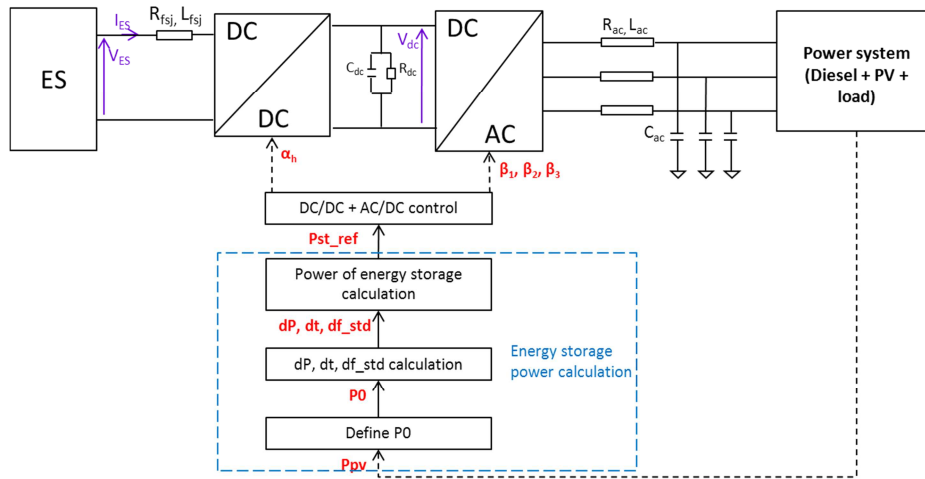 ES
I_ES
V_ES
R_fsj, L_fsj
DC
DC
C_dc
R_dc
V_dc
DC
AC
R_ac, L_ac
C_ac
Power system
(Diesel + PV +
load)
α_h
β_1, β_2, β_3
DC/DC + AC/DC control
Pst_ref
Power of energy storage
calculation
dP, dt, df_std
dP, dt, df_std calculation
Energy storage
power calculation
P0
Define P0
Ppv